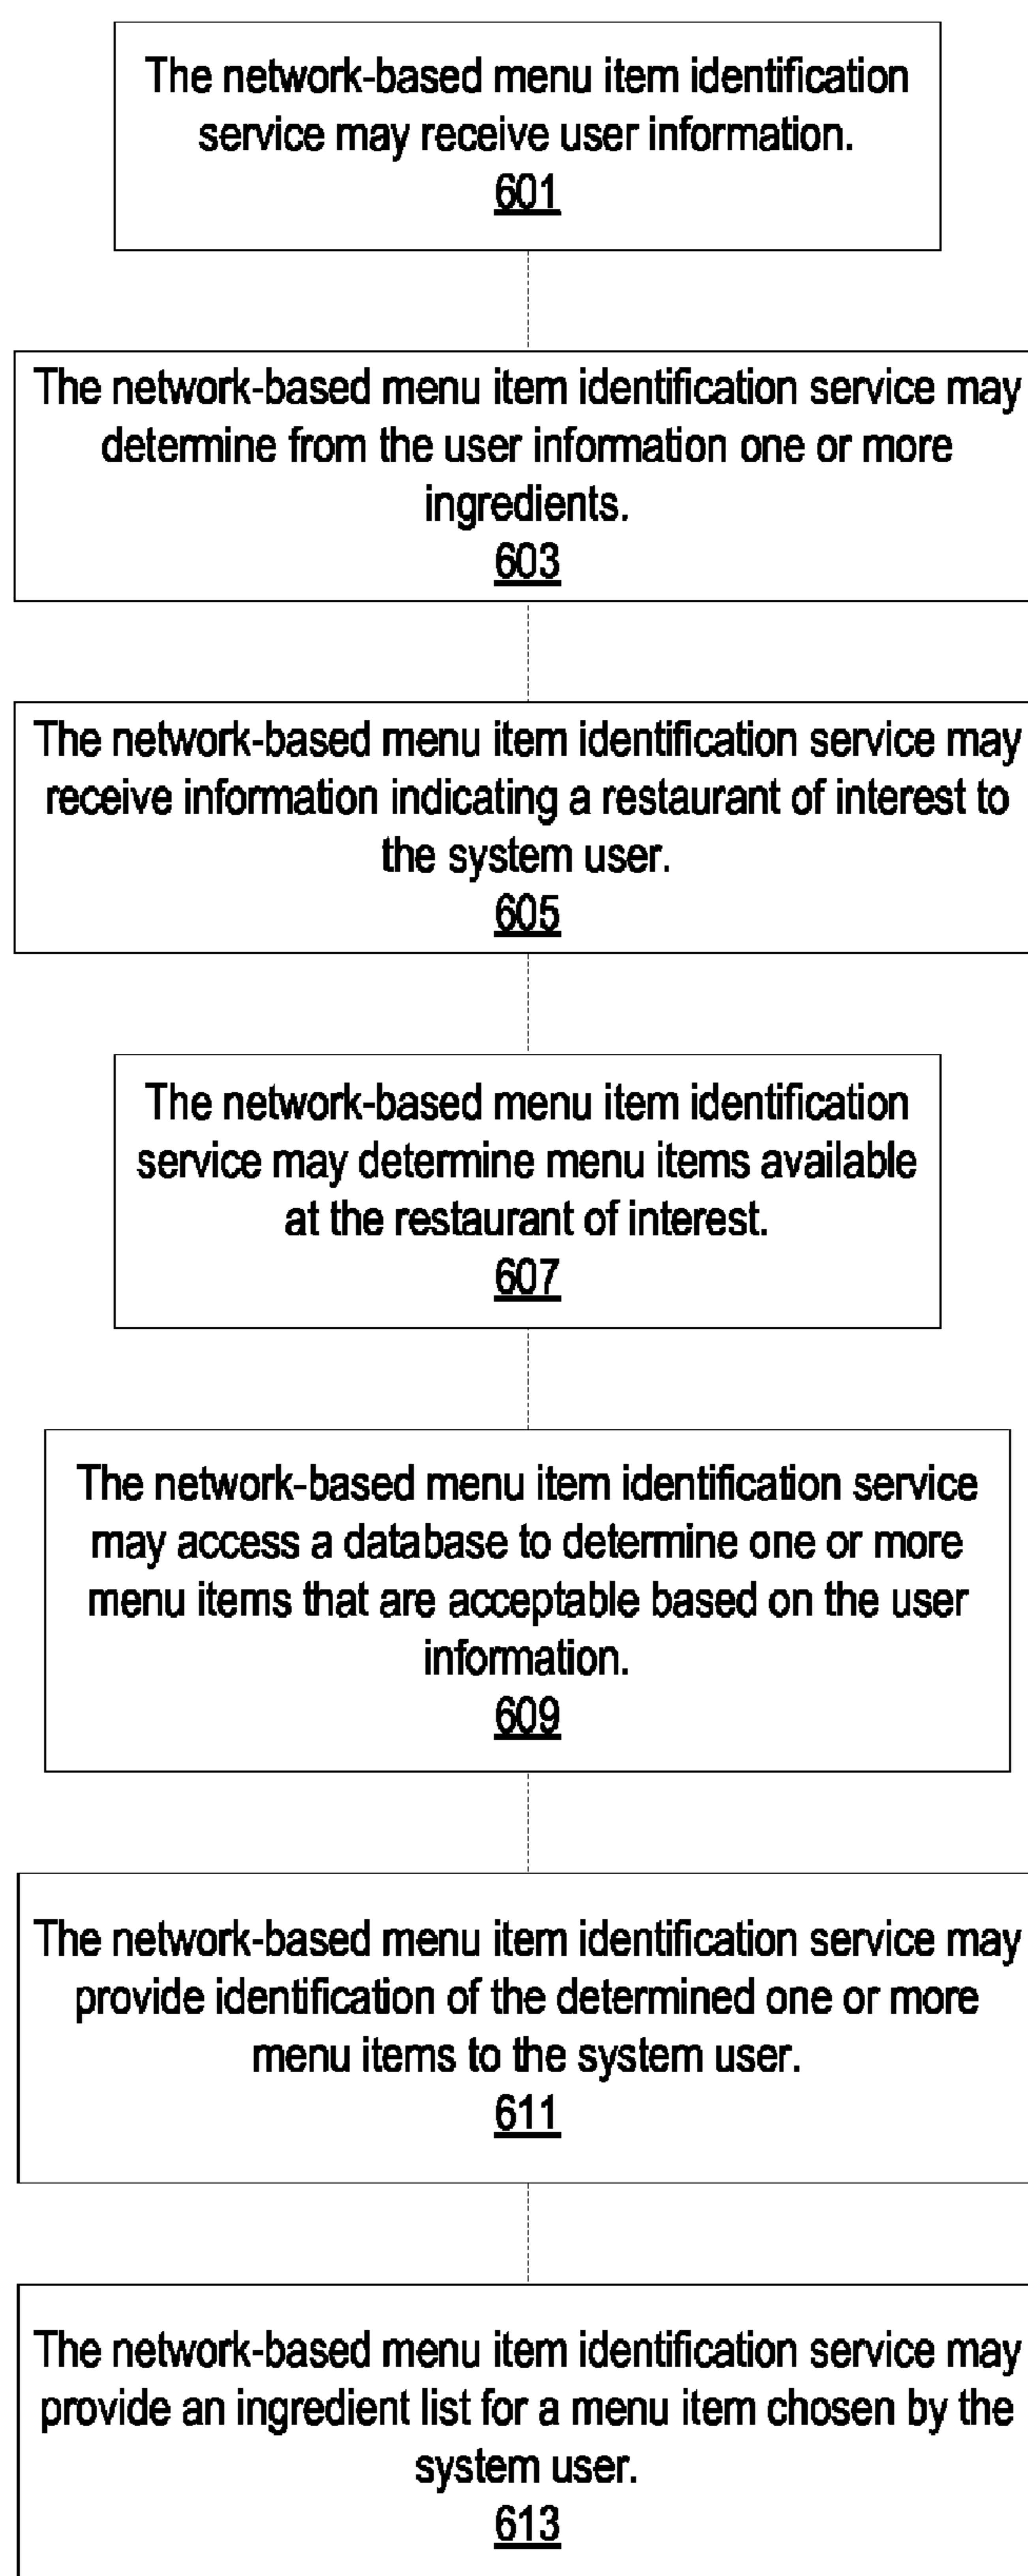 The network-based menu item identification
service may receive user information.
601
The network-based menu item identification service may
determine from the user information one or more
ingredients.
603
The network-based menu item identification service may
receive information indicating a restaurant of interest to
the system user.
605
The network-based menu item identification
service may determine menu items available
at the restaurant of interest.
607
The network-based menu item identification service
may access a database to determine one or more
menu items that are acceptable based on the user
information.
609
The network-based menu item identification service may
provide identification of the determined one or more
menu items to the system user.
611
The network-based menu item identification service may
provide an ingredient list for a menu item chosen by the
system user.
613